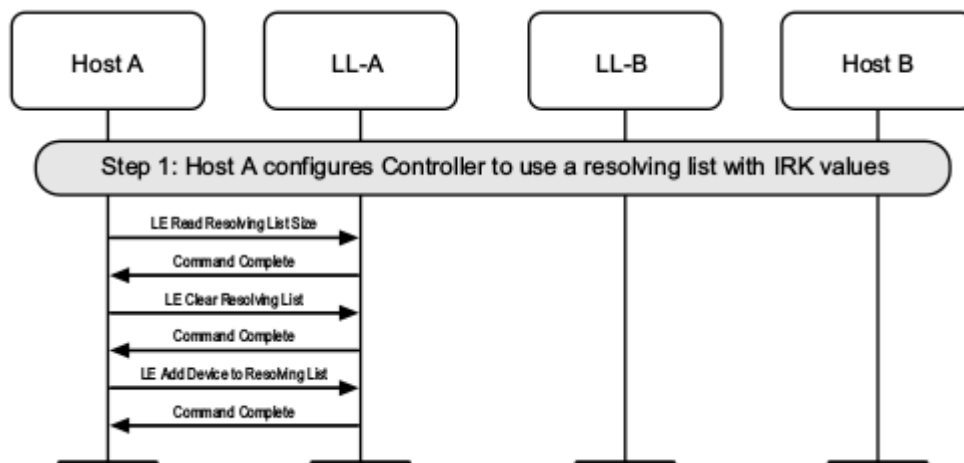 Host A
LL-A
LL-B
Host B
Step 1: Host A configures Controller to use a resolving list with IRK values
LE Read Resolving List Size
Command Complete
LE Clear Resolving List
Command Complete
LE Add Device to Resolving List
Command Complete